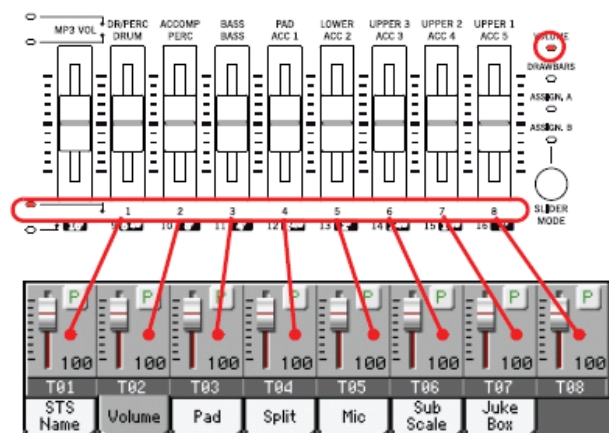 MP3 VOL DR/PERC ACCOMP BASS PAD LOWER UPPER 3 UPPER 2 UPPER 1
DRUM PERC BASS ACC 1 ACC 2 ACC 3 ACC 4 ACC 5
VOLUME
DRAWBARS
ASSIGN. A
ASSIGN. B
SLIDER
MODE
1 2 3 4 5 6 7 8
9 10 11 12 13 14 15 16
P P P P P P P P
100 100 100 100 100 100 100 100
T01 T02 T03 T04 T05 T06 T07 T08
STS Name Volume Pad Split Mic Sub Scale Juke Box